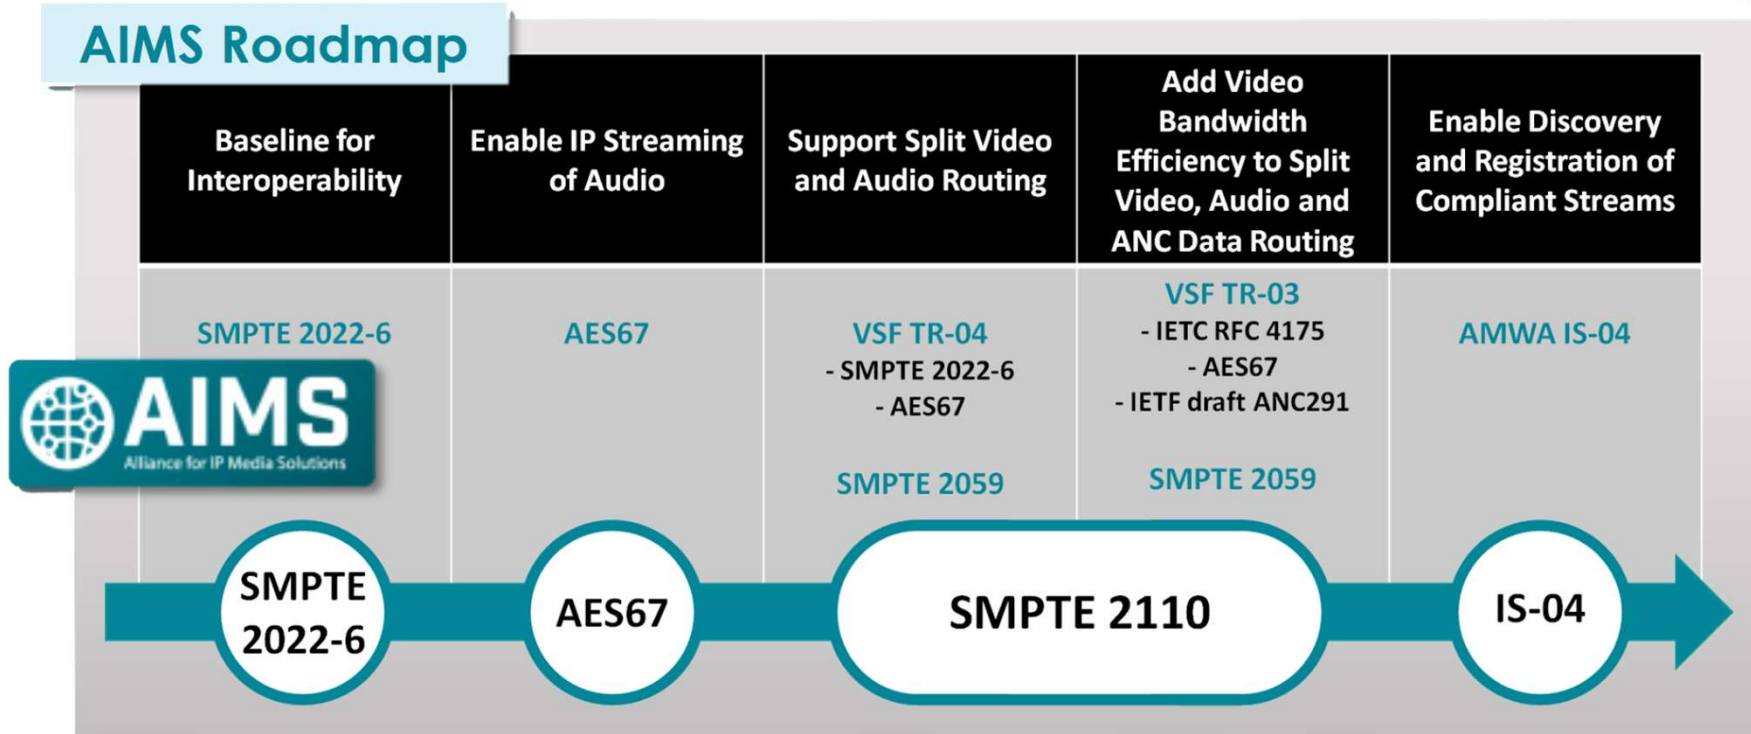 AIMS Roadmap
Baseline for
Interoperability
Enable IP Streaming
of Audio
Support Split Video
and Audio Routing
Add Video
Bandwidth
Efficiency to Split
Video, Audio and
ANC Data Routing
Enable Discovery
and Registration of
Compliant Streams
SMPTE 2022-6
AES67
VSF TR-04
- SMPTE 2022-6
- AES67
SMPTE 2059
VSF TR-03
- IETC RFC 4175
- AES67
- IETF draft ANC291
SMPTE 2059
AMWA IS-04
AIMS
Alliance for IP Media Solutions
SMPTE
2022-6
AES67
SMPTE 2110
IS-04